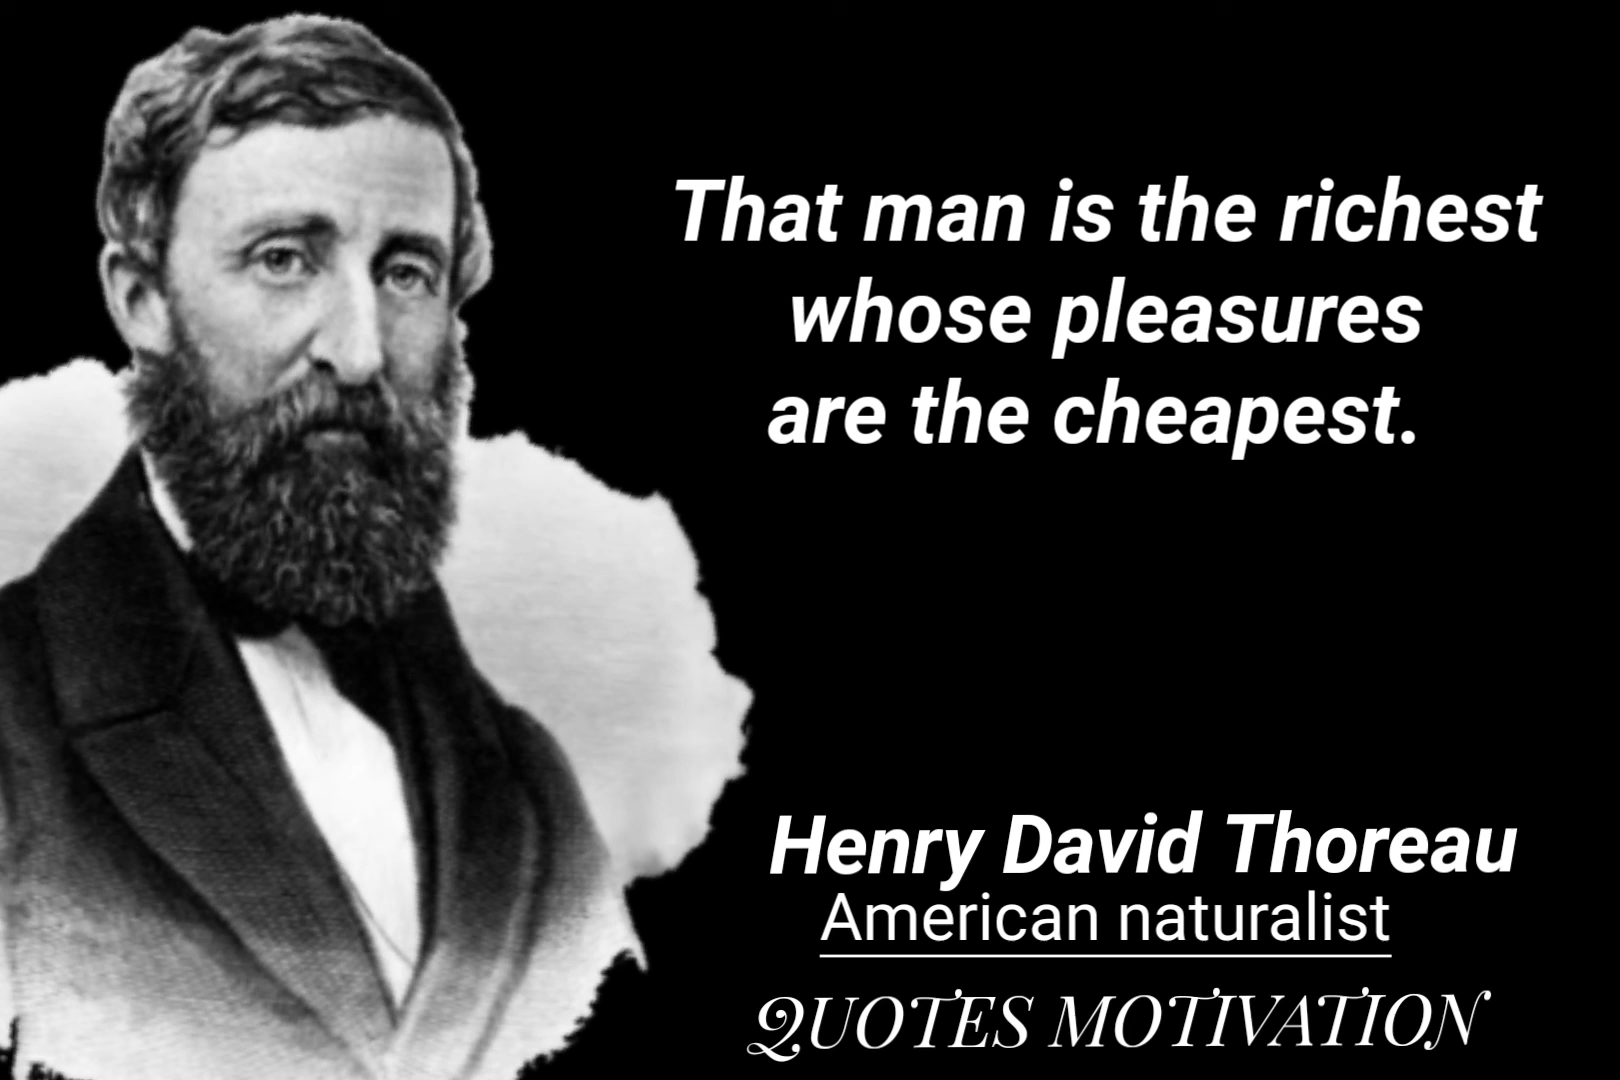 That man is the richest
whose pleasures
are the cheapest.
Henry David Thoreau
American naturalist
QUOTES MOTIVATION